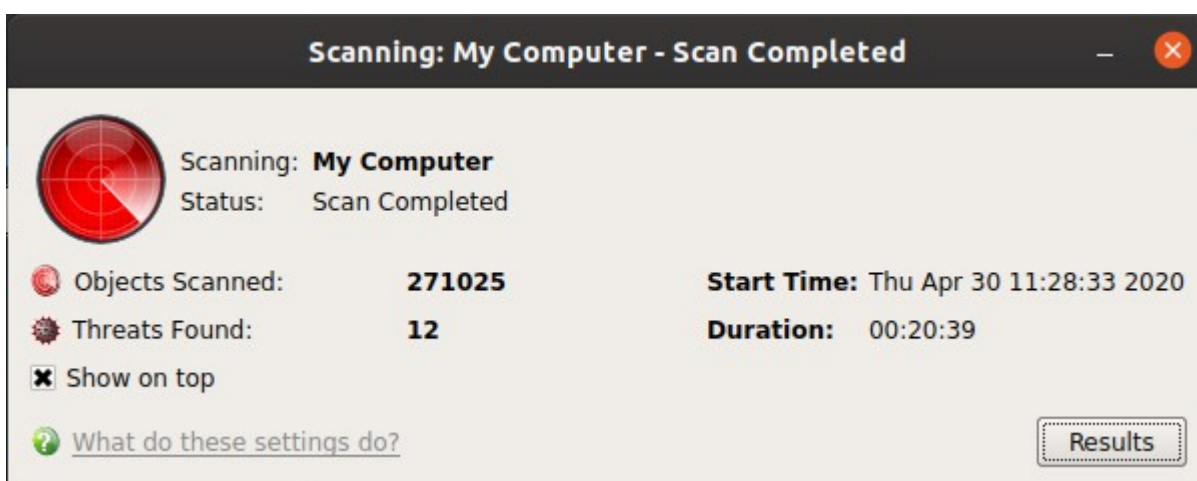 Scanning: My Computer - Scan Completed
Scanning: My Computer
Status: Scan Completed
Objects Scanned: 271025 Start Time: Thu Apr 30 11:28:33 2020
Threats Found: 12 Duration: 00:20:39
Show on top
What do these settings do? Results